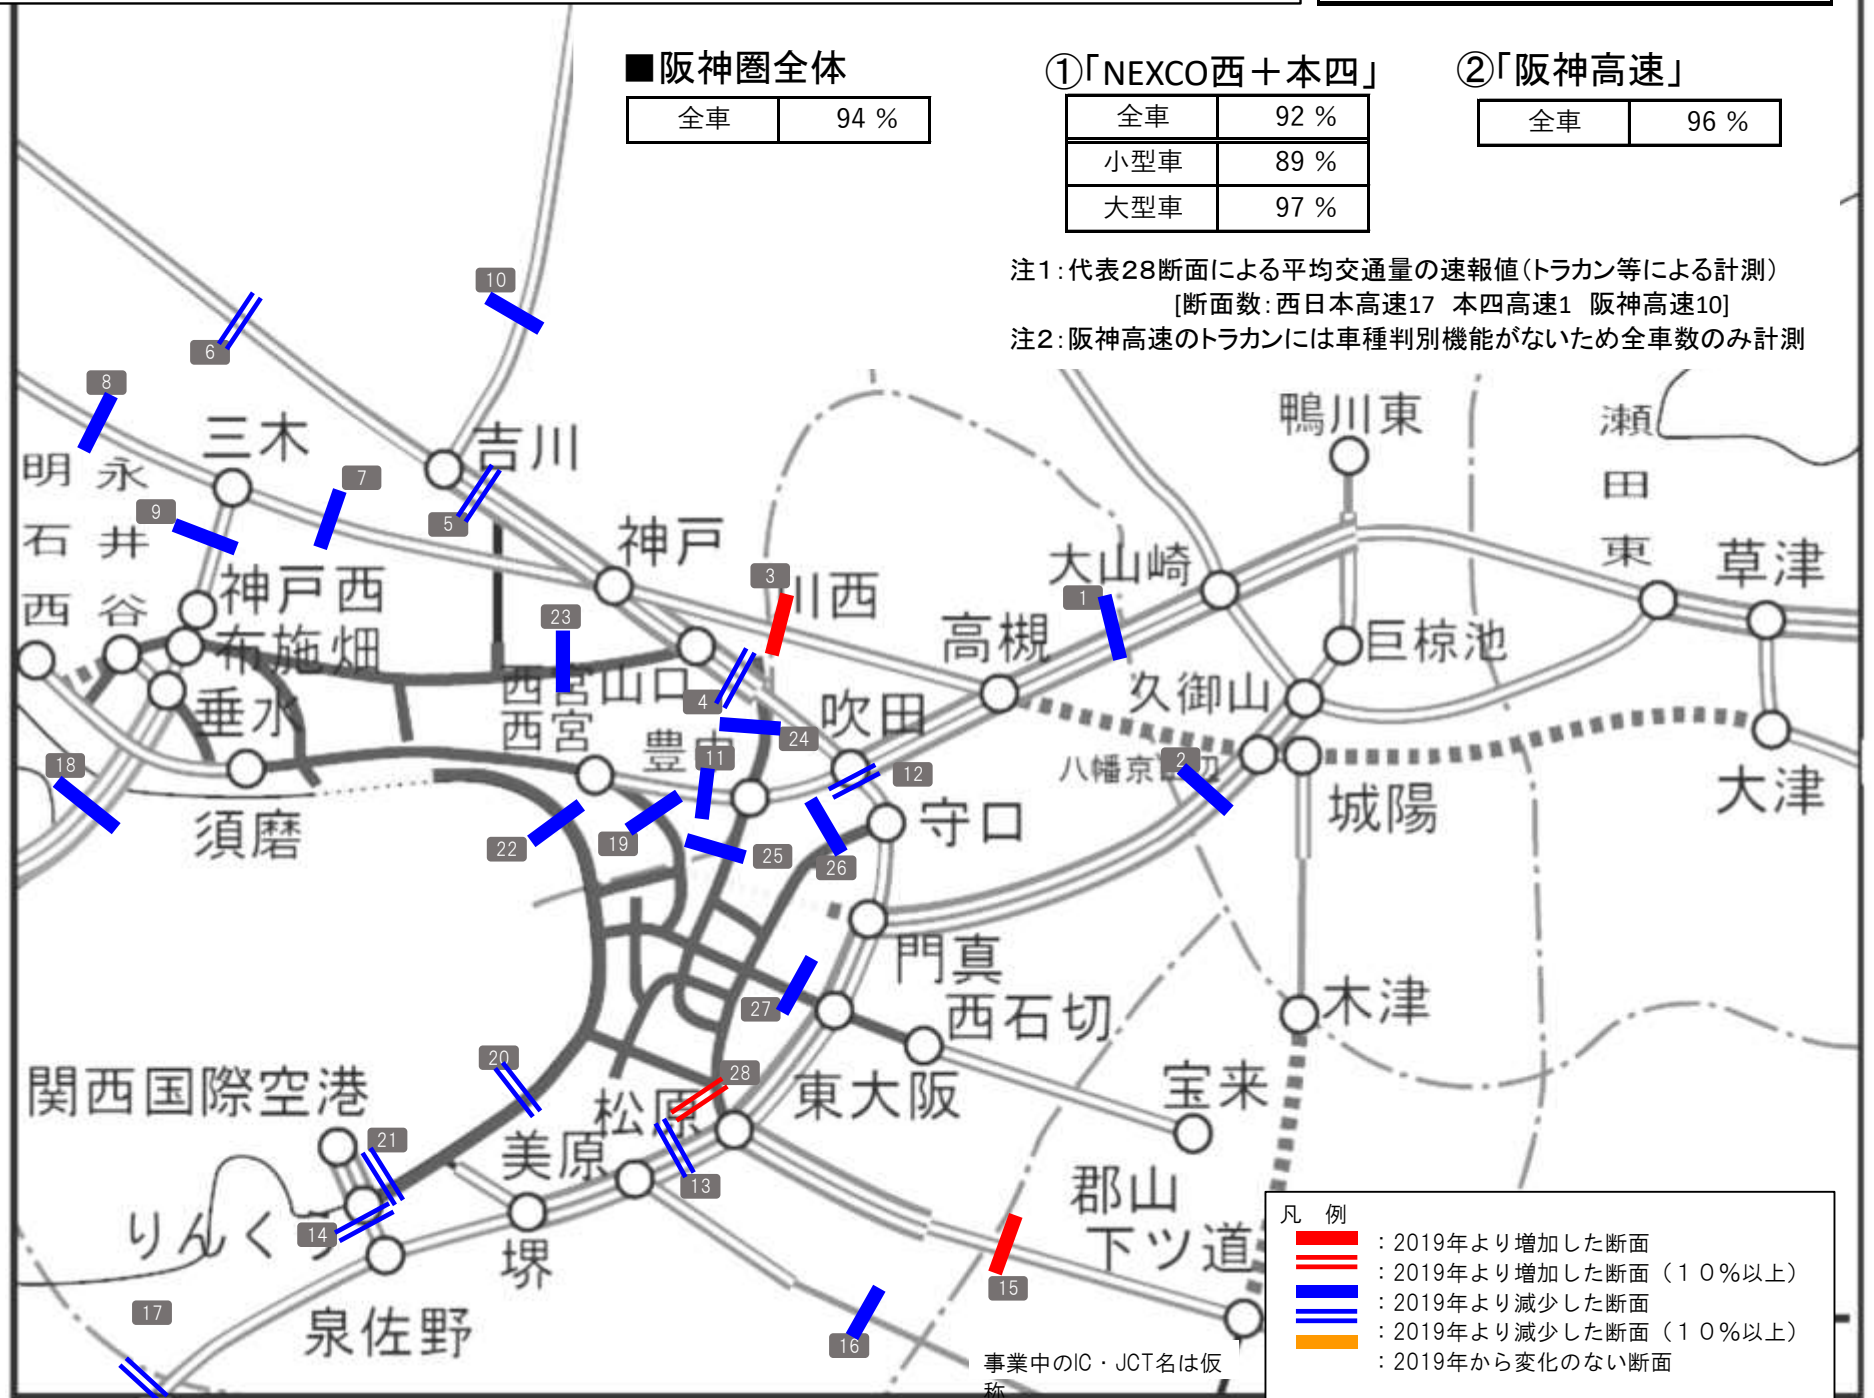 ■阪神圏全体
全車 94 %
①「NEXCO西＋本四」
全車 92 %
小型車 89 %
大型車 97 %
②「阪神高速」
全車 96 %
注1：代表28断面による平均交通量の速報値（トラカン等による計測）
[断面数：西日本高速17 本四高速1 阪神高速10]
注2：阪神高速のトラカンには車種判別機能がないため全車数のみ計測
10
6
8
三木
吉川
鴨川東
瀬田東
明石西
永井谷
7
9
5
神戸
大山崎
草津
3
川西
1
神戸西
布施畑
23
高槻
巨椋池
西宮山口
4
久御山
垂水
西宮
吹田
24
豊中
11
12
八幡京田辺
2
18
須磨
守口
城陽
大津
22
19
25
26
門真
27
西石切
木津
20
関西国際空港
28
松原
東大阪
宝来
21
美原
13
郡山
下ツ道
りんくう
14
堺
15
17
泉佐野
16
事業中のIC・JCT名は仮
称
凡 例
：2019年より増加した断面
：2019年より増加した断面（１０％以上）
：2019年より減少した断面
：2019年より減少した断面（１０％以上）
：2019年から変化のない断面